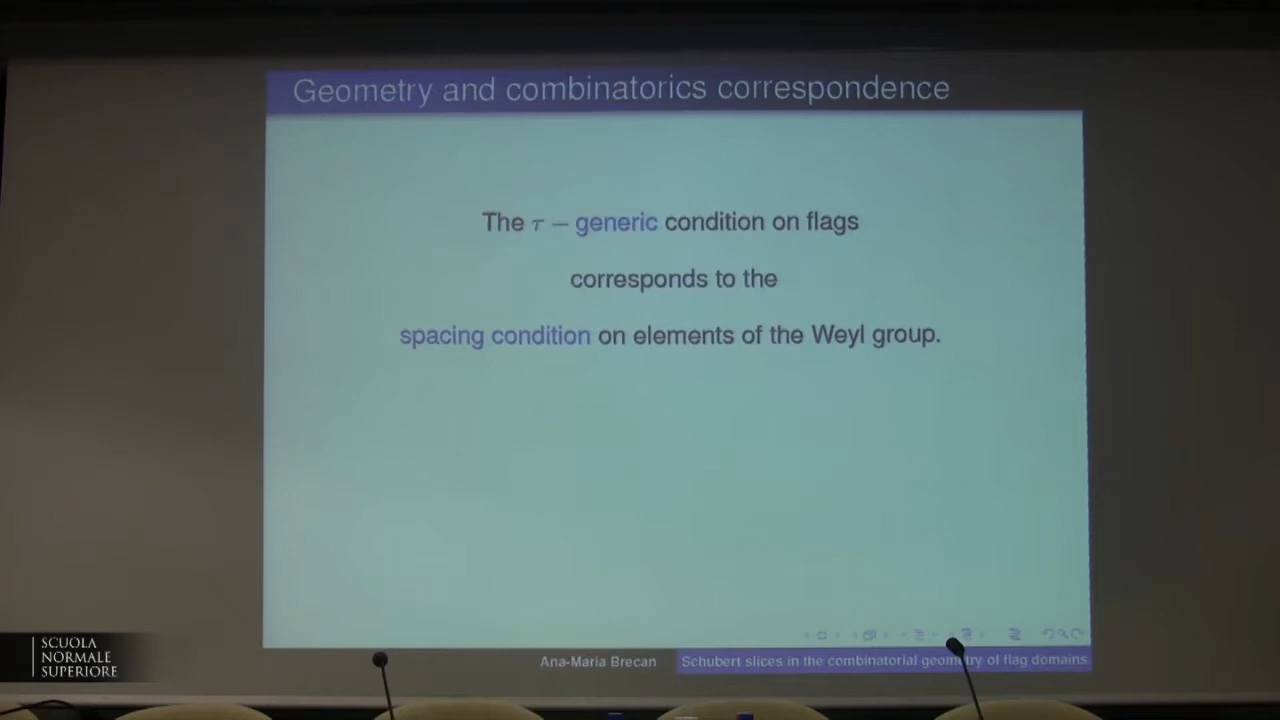 Geometry and combinatorics correspondence
The τ − generic condition on flags
corresponds to the
spacing condition on elements of the Weyl group.
Ana-Maria Brecan
Schubert slices in the combinatorial geometry of flag domains
SCUOLA
NORMALE
SUPERIORE